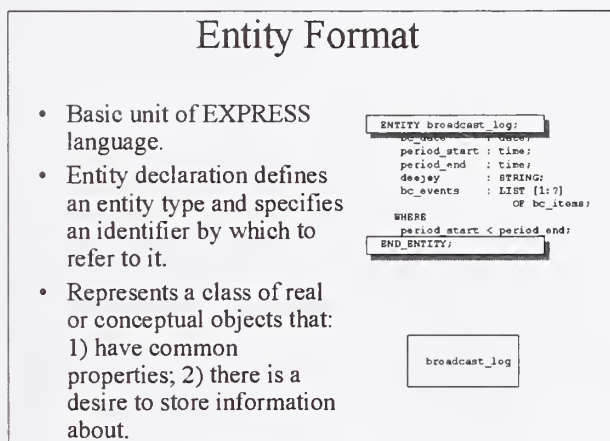 Entity Format
• Basic unit of EXPRESS
language.
• Entity declaration defines
an entity type and specifies
an identifier by which to
refer to it.
• Represents a class of real
or conceptual objects that:
1) have common
properties; 2) there is a
desire to store information
about.
ENTITY broadcast_log;
bc_date : date;
period_start : time;
period_end : time;
deejay : STRING;
bc_events : LIST [1:?]
OF bc_items;
WHERE
period_start < period_end;
END_ENTITY;
broadcast_log